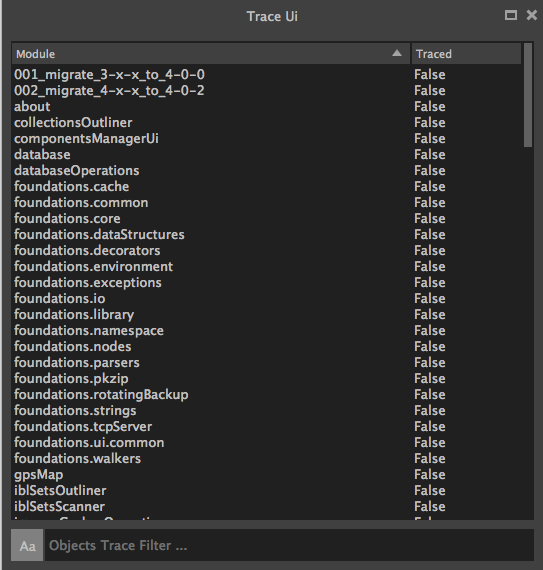 Trace Ui
Module Traced
001_migrate_3-x-x_to_4-0-0 False
002_migrate_4-x-x_to_4-0-2 False
about False
collectionsOutliner False
componentsManagerUi False
database False
databaseOperations False
foundations.cache False
foundations.common False
foundations.core False
foundations.dataStructures False
foundations.decorators False
foundations.environment False
foundations.exceptions False
foundations.io False
foundations.library False
foundations.namespace False
foundations.nodes False
foundations.parsers False
foundations.pkzip False
foundations.rotatingBackup False
foundations.strings False
foundations.tcpServer False
foundations.ui.common False
foundations.walkers False
gpsMap False
iblSetsOutliner False
iblSetsScanner False
Aa Objects Trace Filter ...